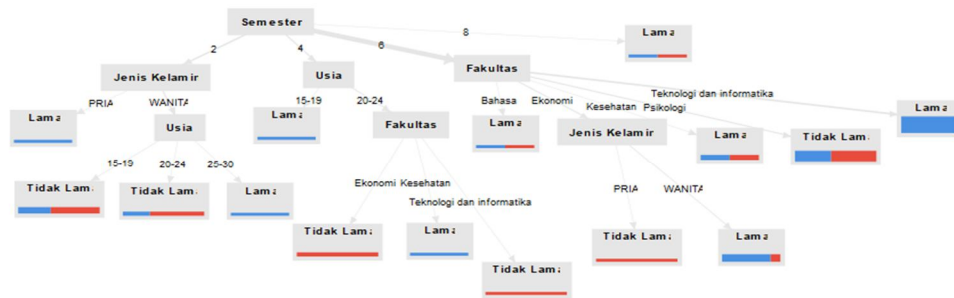 Semester
8
2
4
6
Lama
Jenis Kelamir
Usia
Fakultas
Teknologi dan informatika
PRIA
WANITA
15-19
20-24
Bahasa
Ekonomi
Kesehatan
Psikologi
Lama
Usia
Lama
Fakultas
Lama
Jenis Kelamir
Lama
Tidak Lama
Lama
15-19
20-24
25-30
Tidak Lama
Tidak Lama
Lama
Ekonomi
Kesehatan
Teknologi dan informatika
PRIA
WANITA
Tidak Lama
Lama
Tidak Lama
Lama
Tidak Lama